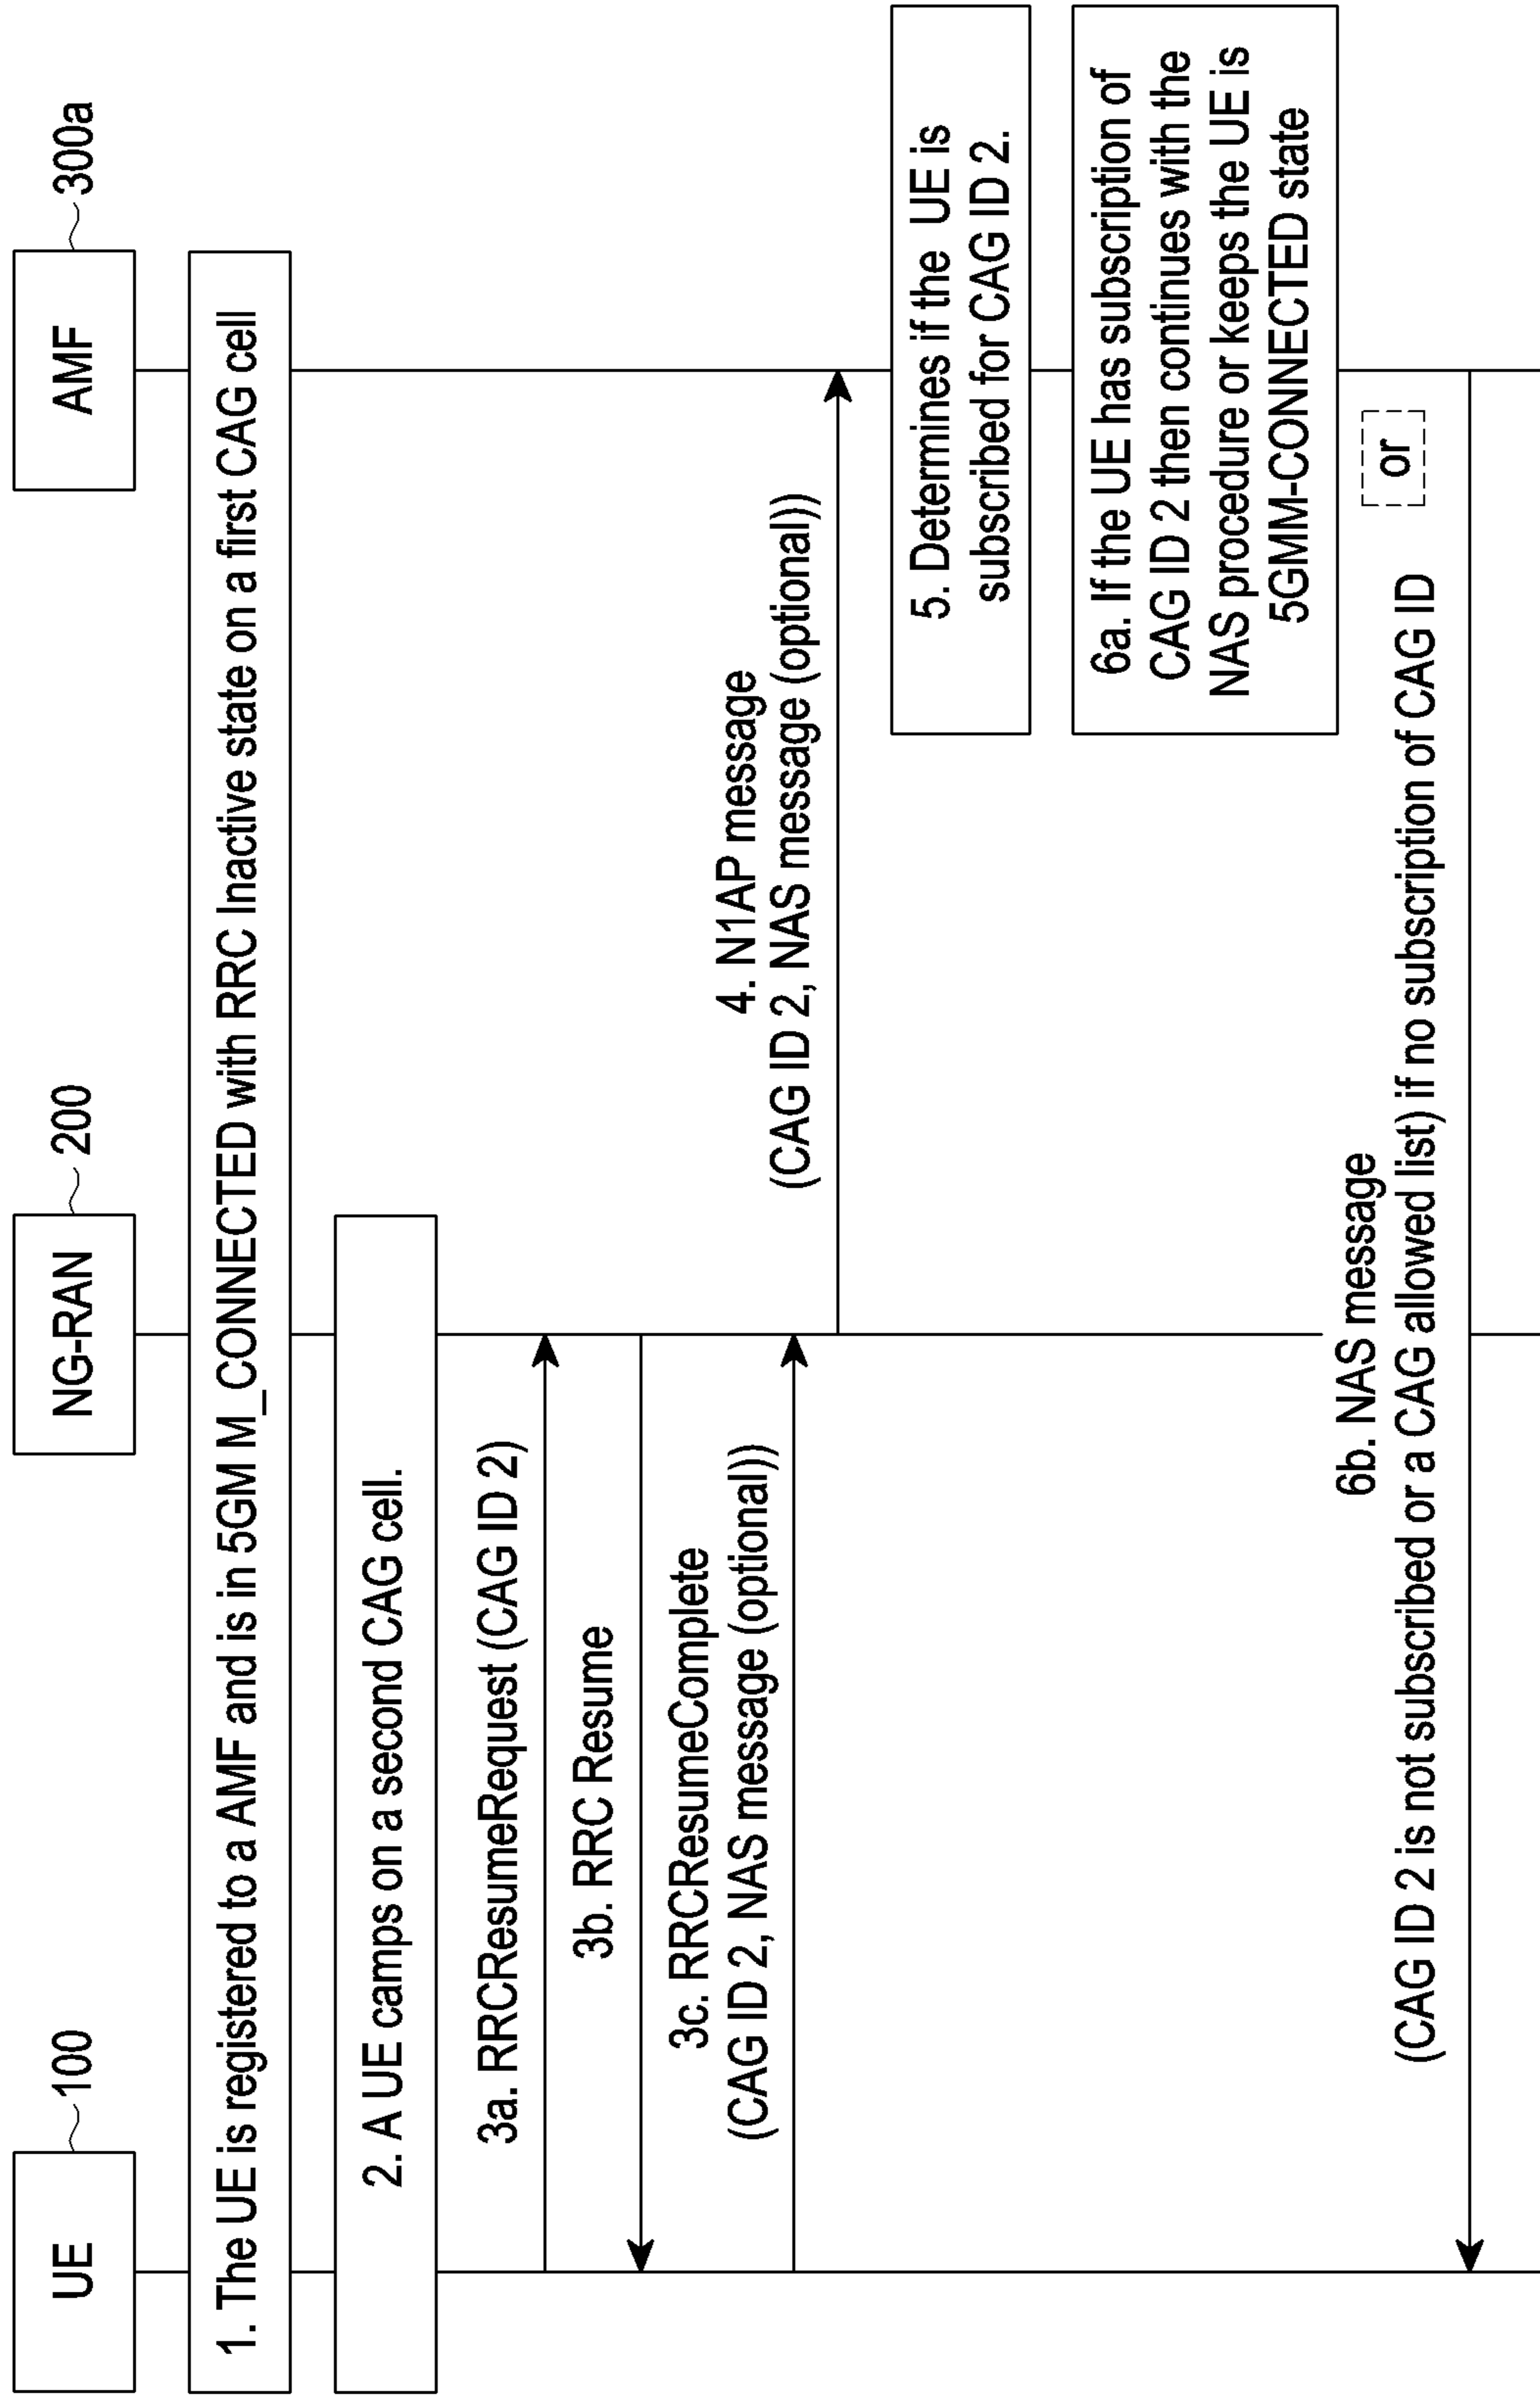 UE
100
NG-RAN
200
AMF
300a
1. The UE is registered to a AMF and is in 5GM M_CONNECTED with RRC Inactive state on a first CAG cell
2. A UE camps on a second CAG cell.
3a. RRCResumeRequest (CAG ID 2)
3b. RRC Resume
3c. RRCResumeComplete
(CAG ID 2, NAS message (optional))
4. N1AP message
(CAG ID 2, NAS message (optional))
5. Determines if the UE is
subscribed for CAG ID 2.
6a. If the UE has subscription of
CAG ID 2 then continues with the
NAS procedure or keeps the UE is
5GMM-CONNECTED state
or
6b. NAS message
(CAG ID 2 is not subscribed or a CAG allowed list) if no subscription of CAG ID